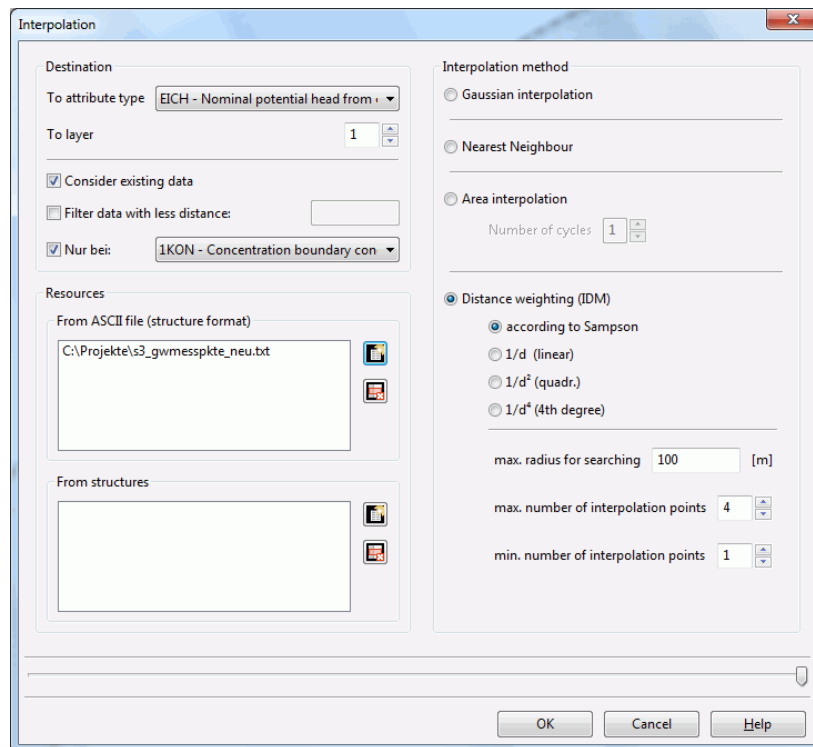 Interpolation
Destination
To attribute type EICH - Nominal potential head from
To layer 1
Consider existing data
Filter data with less distance:
Nur bei: 1KON - Concentration boundary con
Resources
From ASCII file (structure format)
C:\Projekte\s3_gwmesspkte_neu.txt
From structures
Interpolation method
Gaussian interpolation
Nearest Neighbour
Area interpolation
Number of cycles 1
Distance weighting (IDM)
according to Sampson
1/d (linear)
1/d² (quadr.)
1/d⁴ (4th degree)
max. radius for searching 100 [m]
max. number of interpolation points 4
min. number of interpolation points 1
OK Cancel Help